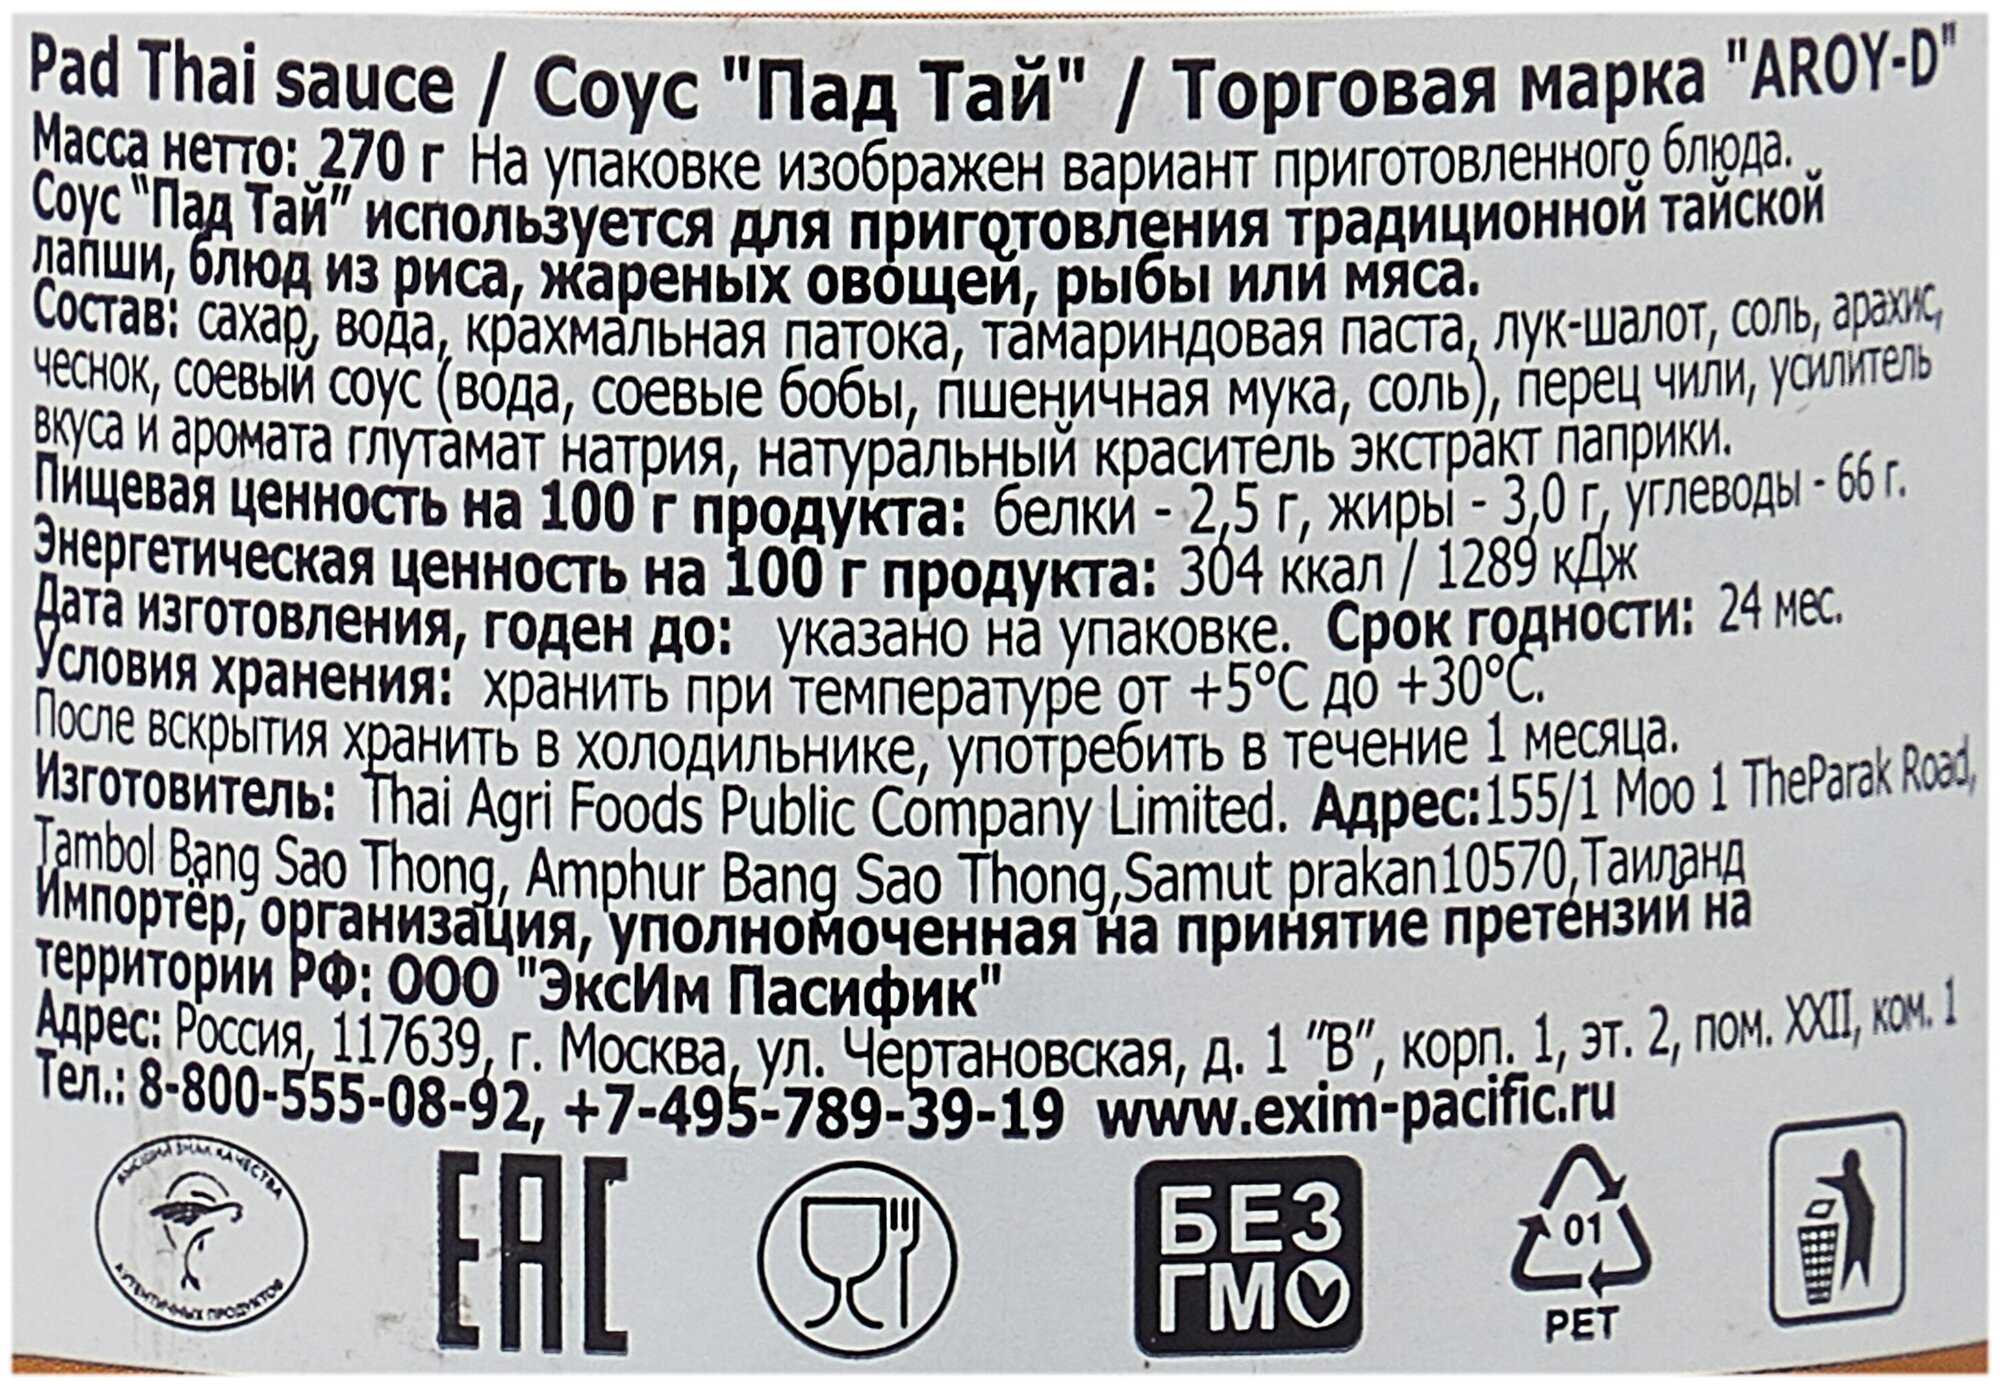 Pad Thai sauce / Соус "Пад Тай" / Торговая марка "AROY-D"
Масса нетто: 270 г На упаковке изображен вариант приготовленного блюда.
Соус "Пад Тай" используется для приготовления традиционной тайской
лапши, блюд из риса, жареных овощей, рыбы или мяса.
Состав: сахар, вода, крахмальная патока, тамариндовая паста, лук-шалот, соль, арахис,
чеснок, соевый соус (вода, соевые бобы, пшеничная мука, соль), перец чили, усилитель
вкуса и аромата глутамат натрия, натуральный краситель экстракт паприки.
Пищевая ценность на 100 г продукта: белки - 2,5 г, жиры - 3,0 г, углеводы - 66 г.
Энергетическая ценность на 100 г продукта: 304 ккал / 1289 кДж
Дата изготовления, годен до: указано на упаковке. Срок годности: 24 мес.
Условия хранения: хранить при температуре от +5°C до +30°C.
После вскрытия хранить в холодильнике, употребить в течение 1 месяца.
Изготовитель: Thai Agri Foods Public Company Limited. Адрес:155/1 Moo 1 TheParak Road,
Tambol Bang Sao Thong, Amphur Bang Sao Thong,Samut prakan10570,Таиланд
Импортёр, организация, уполномоченная на принятие претензий на
территории РФ: ООО "ЭксИм Пасифик"
Адрес: Россия, 117639, г. Москва, ул. Чертановская, д. 1 "В", корп. 1, эт. 2, пом. XXII, ком. 1
Тел.: 8-800-555-08-92, +7-495-789-39-19 www.exim-pacific.ru
ВЫСШИЙ ЗНАК КАЧЕСТВА
АУТЕНТИЧНЫХ ПРОДУКТОВ
EAC
БЕЗ
ГМО
01
PET